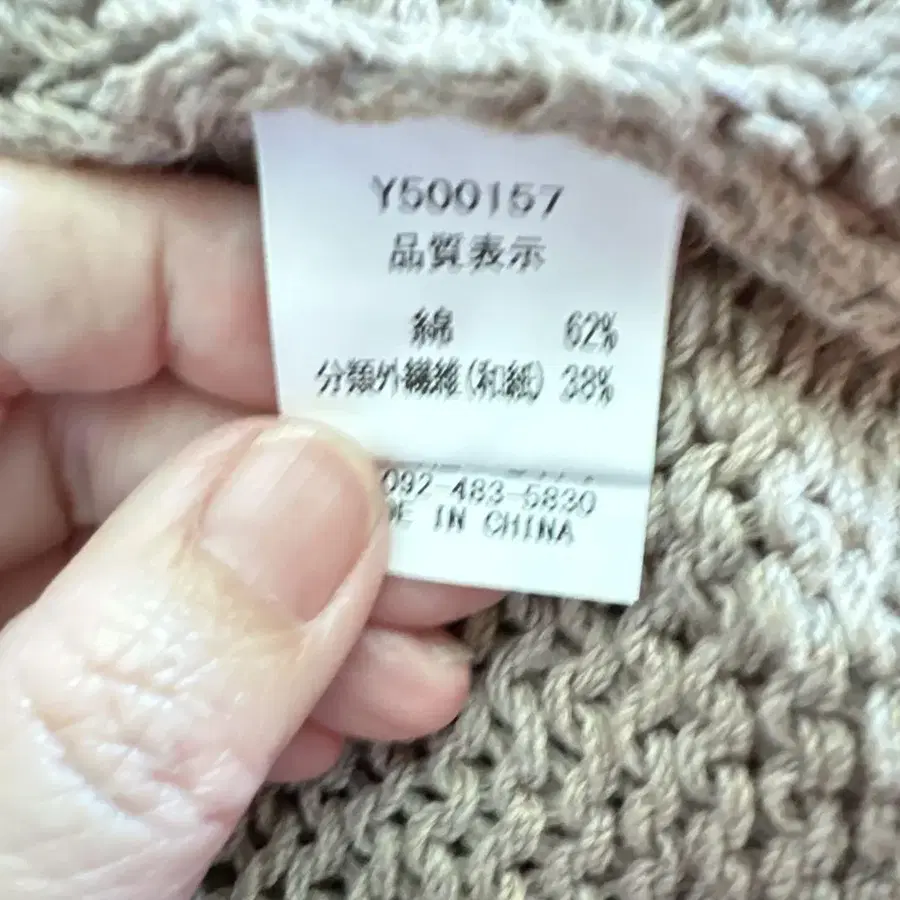 Y500157
品質表示
綿 62%
分類外繊維(和紙) 38%
092-483-5830
IN CHINA